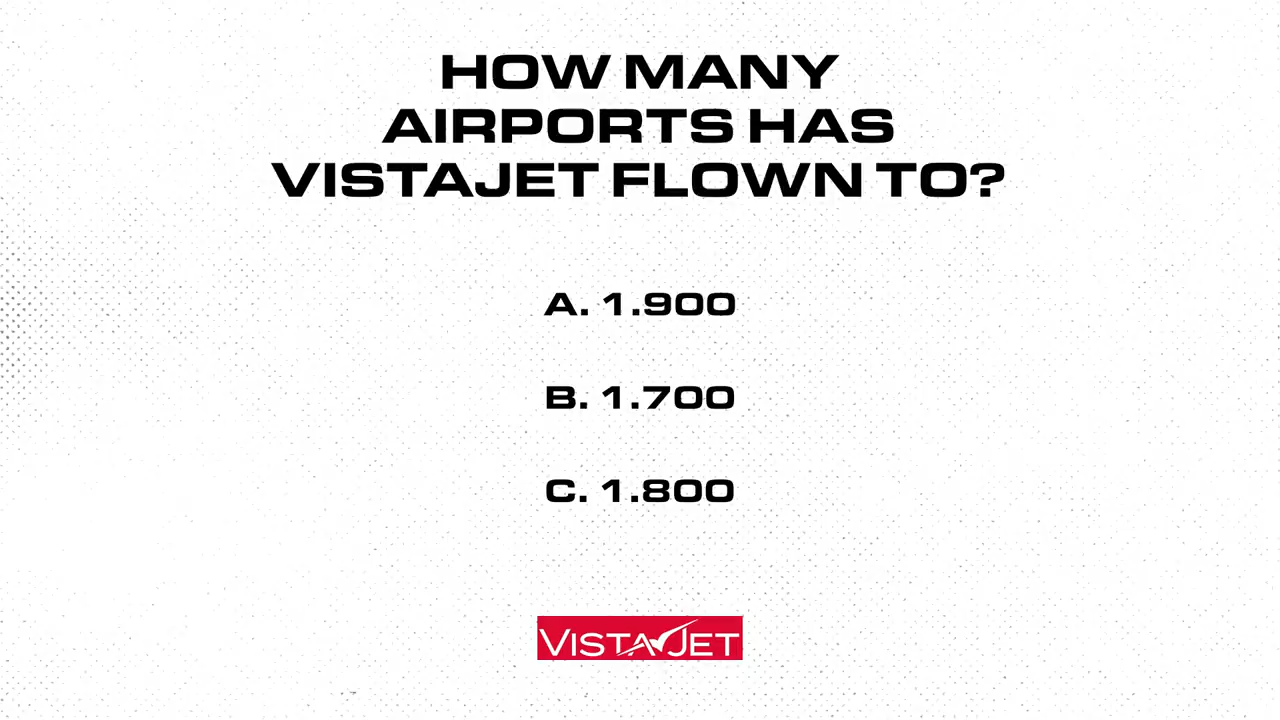 HOW MANY
AIRPORTS HAS
VISTAJET FLOWN TO?
A. 1.900
B. 1.700
C. 1.800
VISTAJET